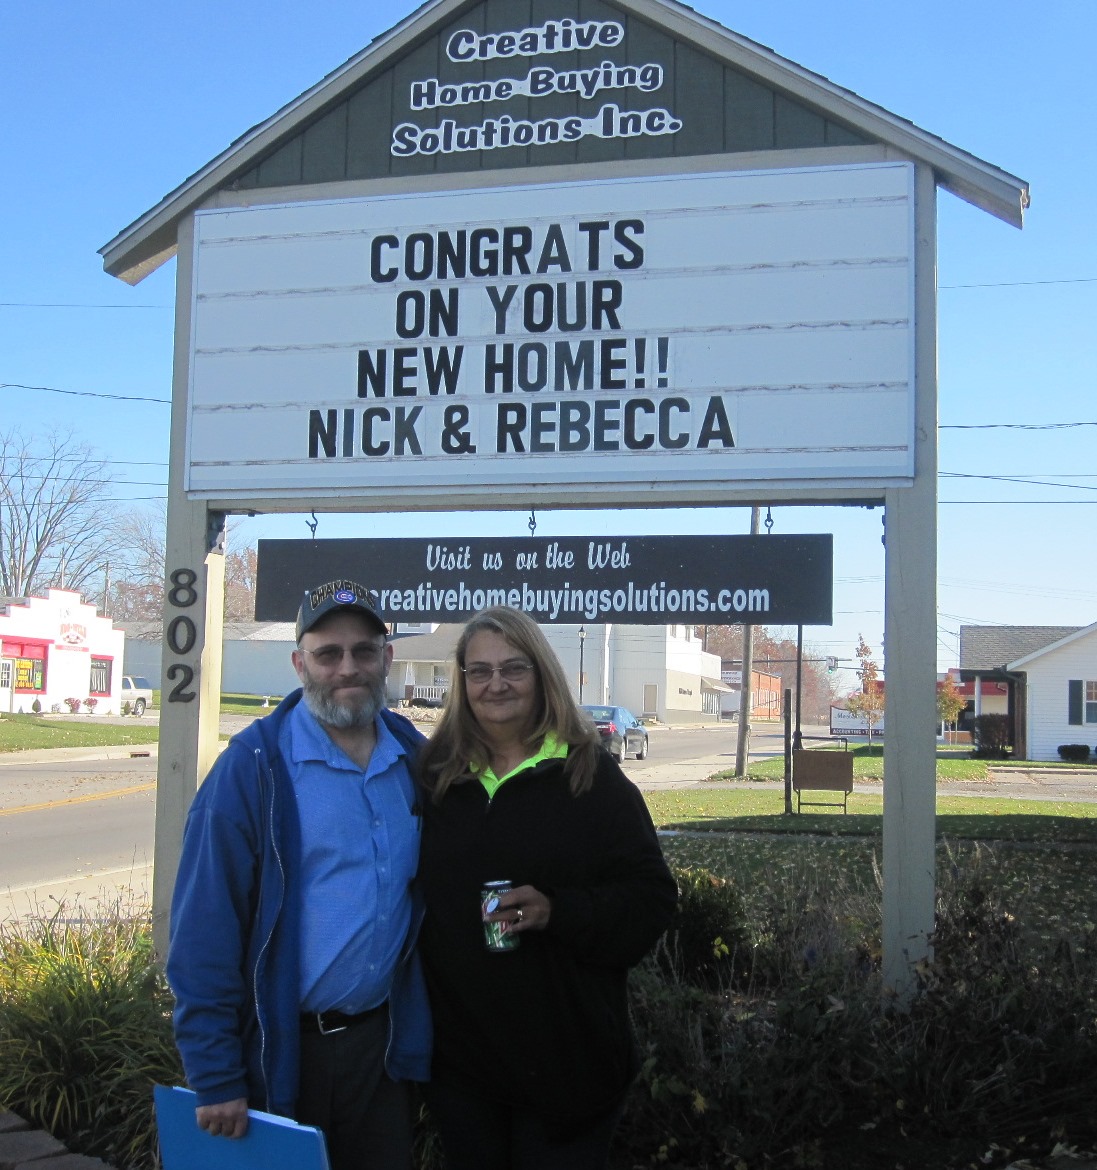 Creative
Home Buying
Solutions Inc.
CONGRATS
ON YOUR
NEW HOME!!
NICK & REBECCA
Visit us on the Web
creativehomebuyingsolutions.com
802
CHAMPIONS